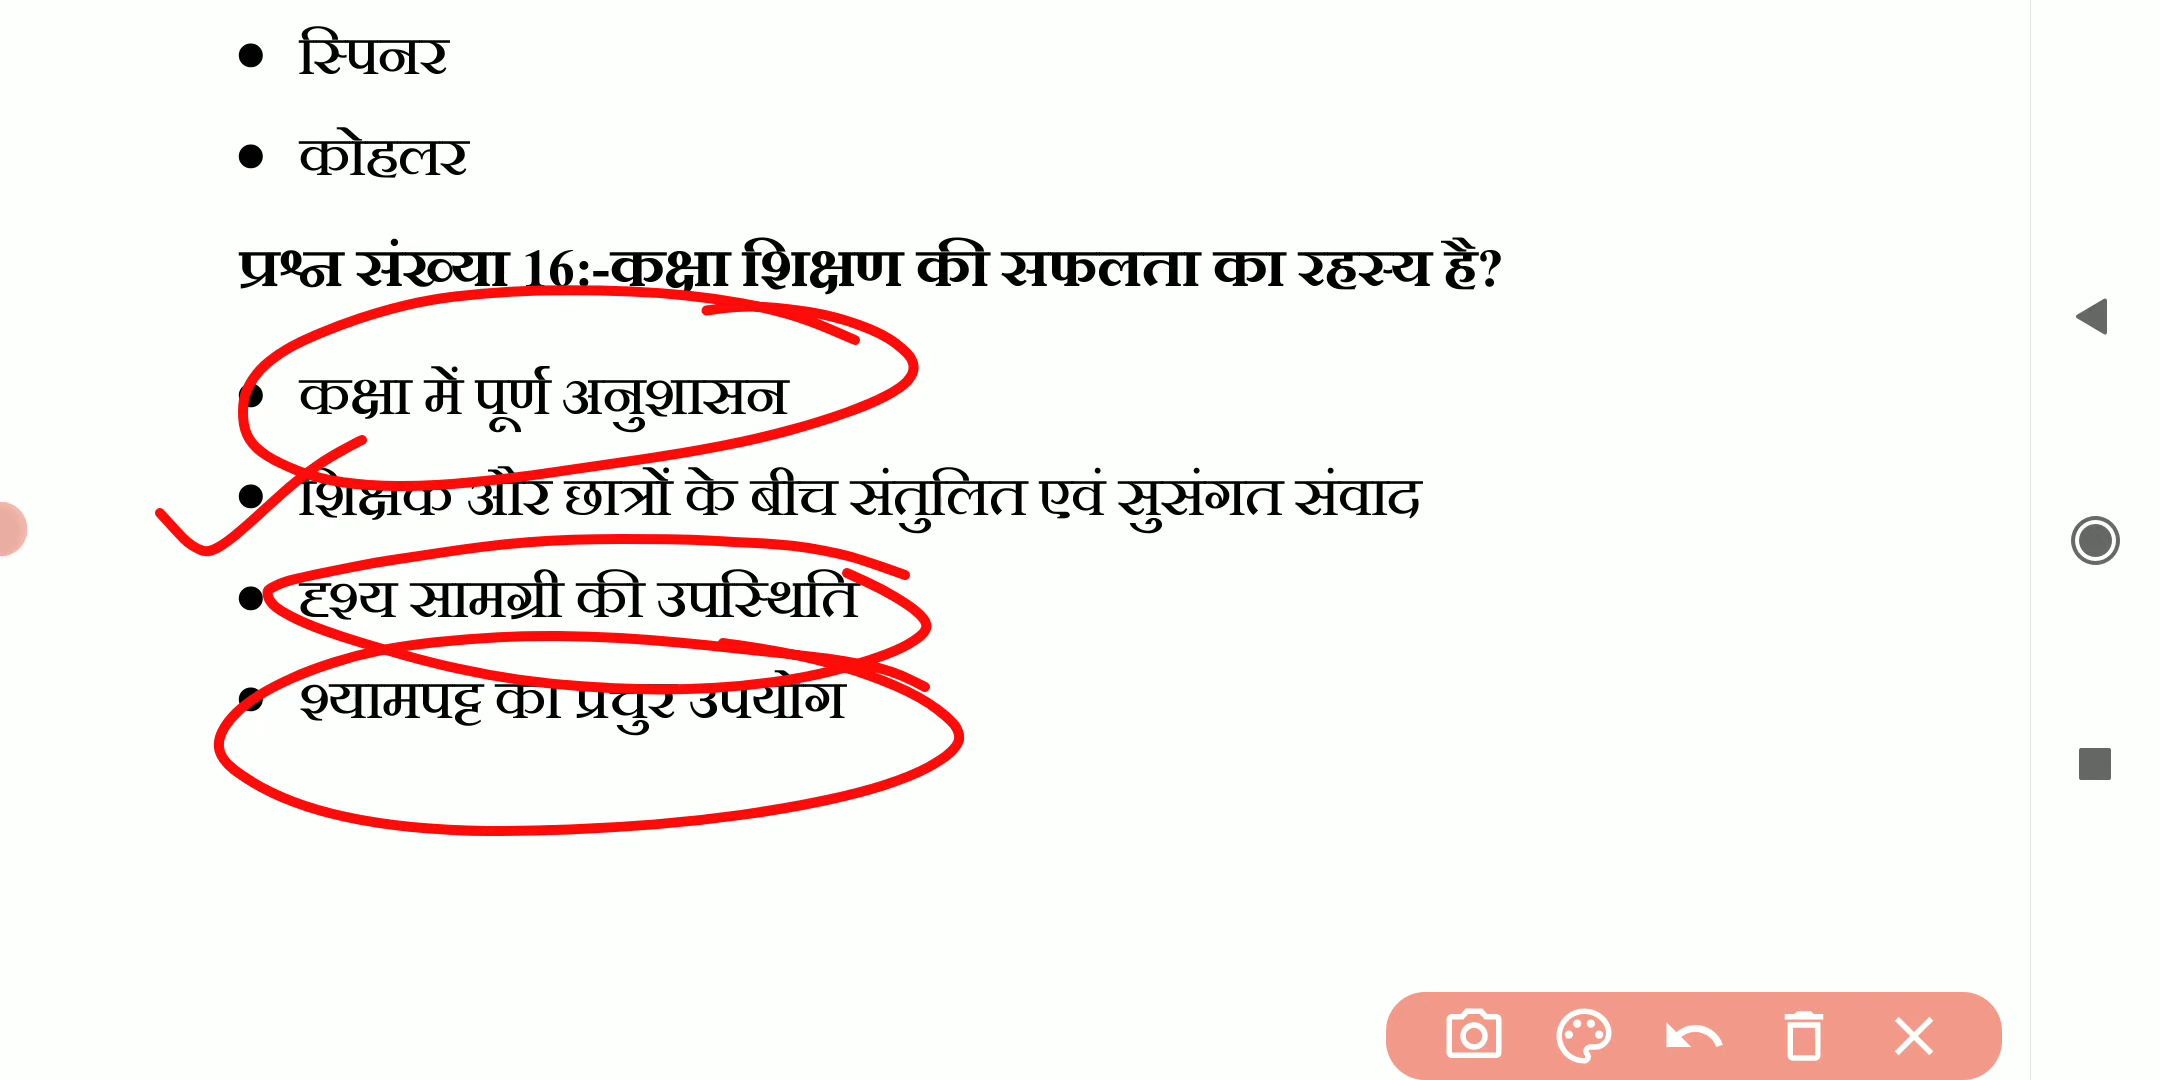 ● स्पिनर
● कोहलर
प्रश्न संख्या 16:-कक्षा शिक्षण की सफलता का रहस्य है?
● कक्षा में पूर्ण अनुशासन
● शिक्षक और छात्रों के बीच संतुलित एवं सुसंगत संवाद
● दृश्य सामग्री की उपस्थिति
● श्यामपट्ट का प्रचुर उपयोग